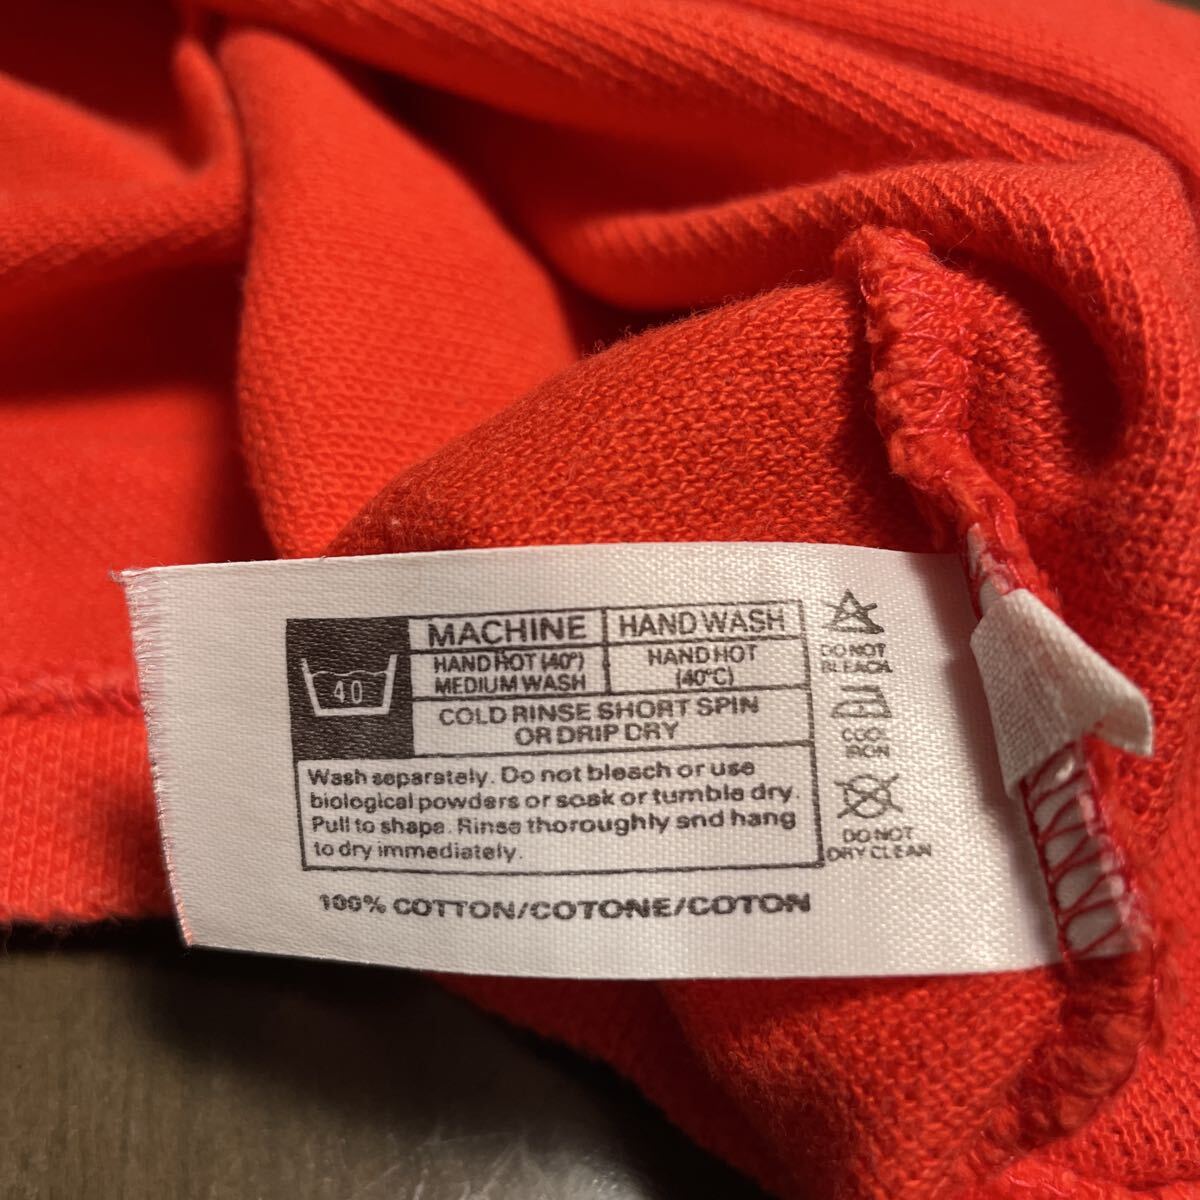 40
MACHINE
HAND WASH
HAND HOT (40°)
MEDIUM WASH
HAND HOT
(40°C)
COLD RINSE SHORT SPIN
OR DRIP DRY
Wash separately. Do not bleach or use
biological powders or soak or tumble dry.
Pull to shape. Rinse thoroughly and hang
to dry immediately.
100% COTTON/COTONE/COTON
DO NOT
BLEACH
COOL
IRON
DO NOT
DRY CLEAN